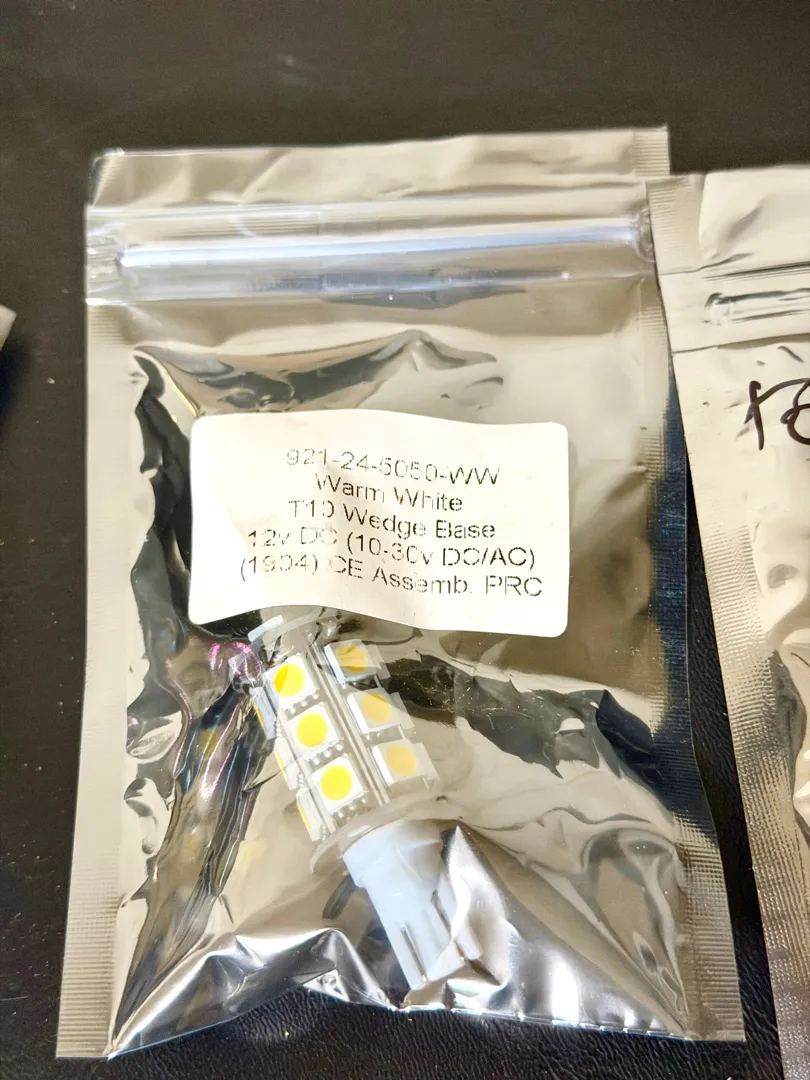 921-24-5050-WW
Warm White
T10 Wedge Base
12v DC (10-30v DC/AC)
(1904) CE Assemb. PRC